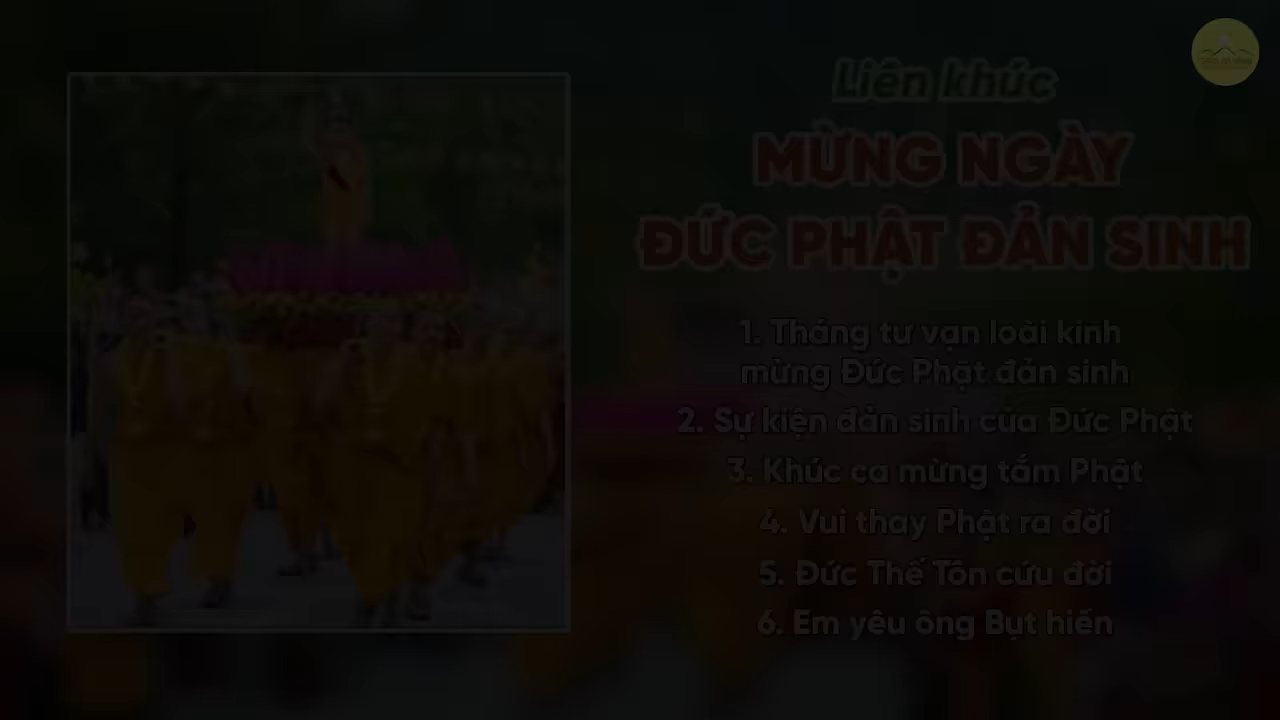 Liên khúc
MỪNG NGÀY
ĐỨC PHẬT ĐẢN SINH
1. Tháng tư vạn loài kính
mừng Đức Phật đản sinh
2. Sự kiện đản sinh của Đức Phật
3. Khúc ca mừng tắm Phật
4. Vui thay Phật ra đời
5. Đức Thế Tôn cứu đời
6. Em yêu ông Bụt hiền